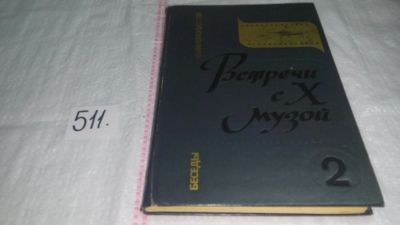 511.
Встречи
с X
Музой
БЕСЕДЫ
2